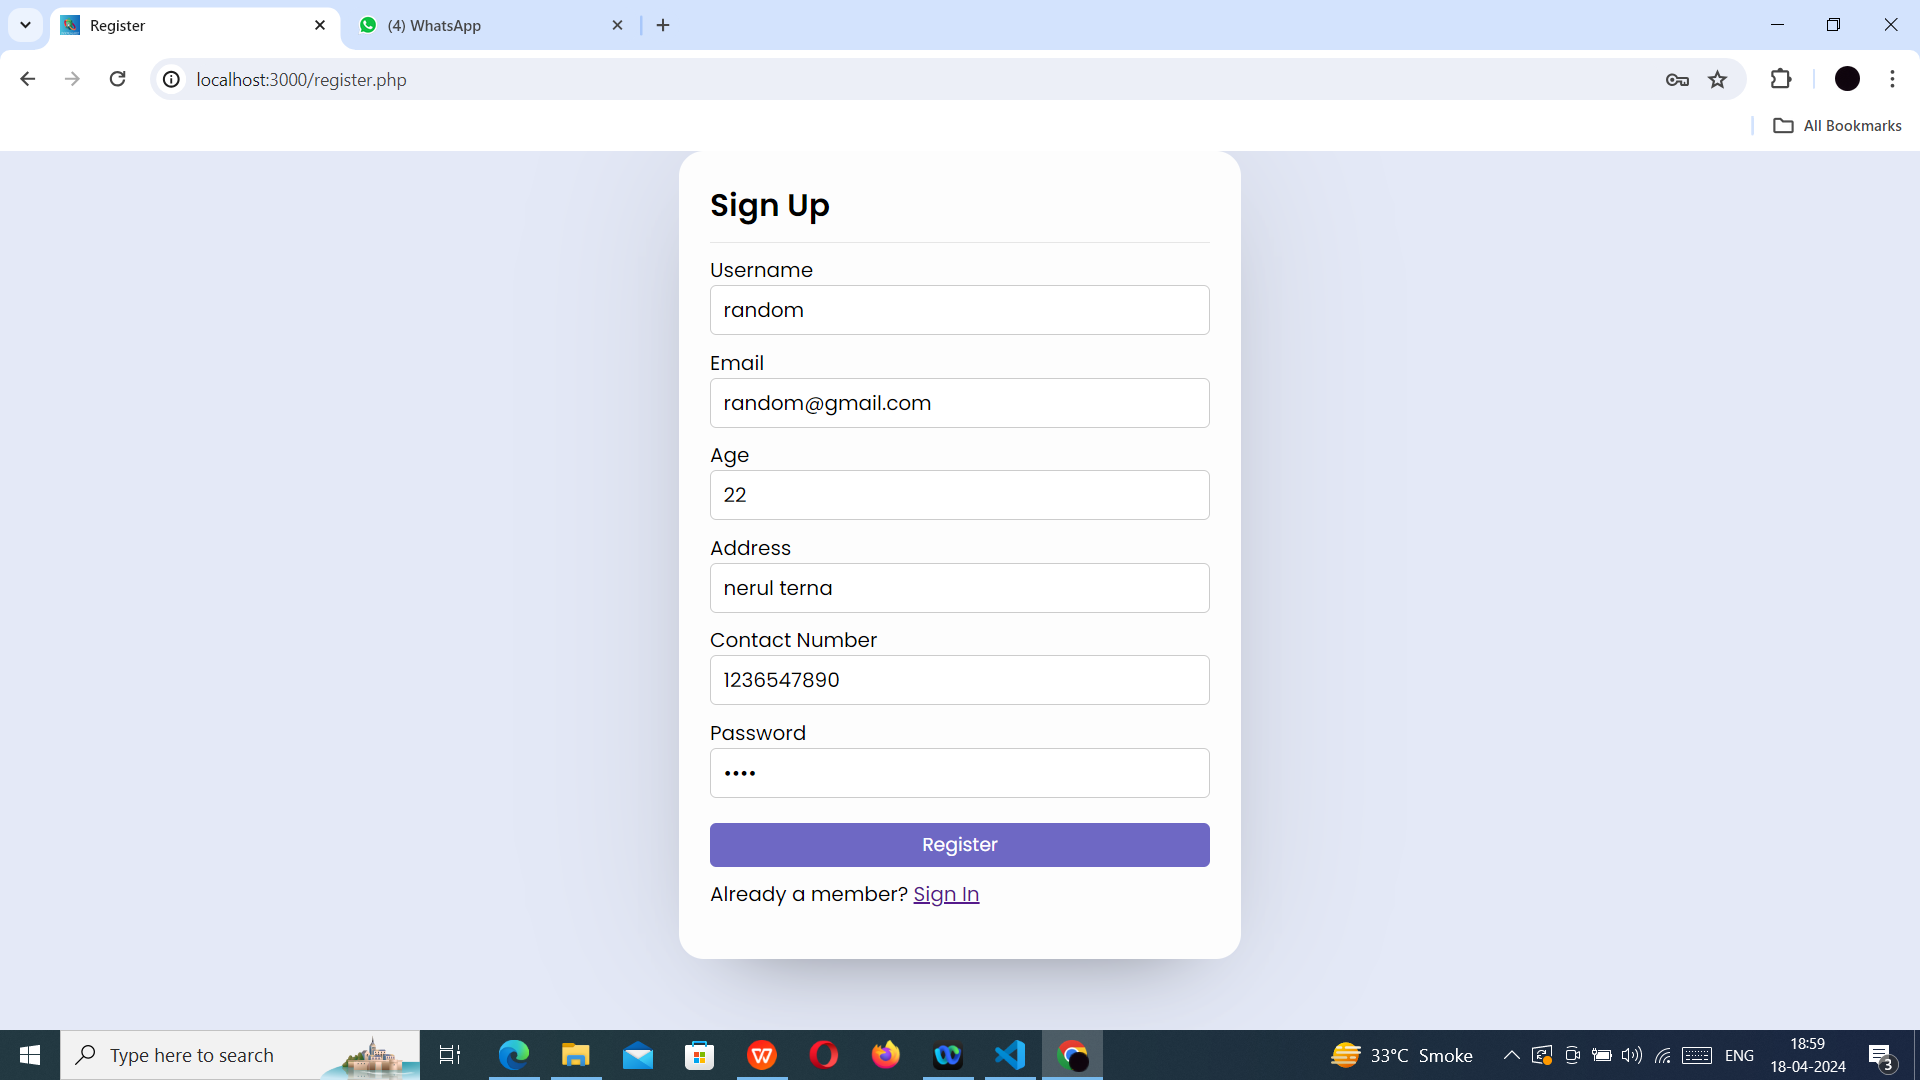 Register
(4) WhatsApp
localhost:3000/register.php
All Bookmarks
Sign Up
Username
random
Email
random@gmail.com
Age
22
Address
nerul terna
Contact Number
1236547890
Password
••••
Register
Already a member? Sign In
Type here to search
33°C Smoke
ENG
18:59
18-04-2024
3